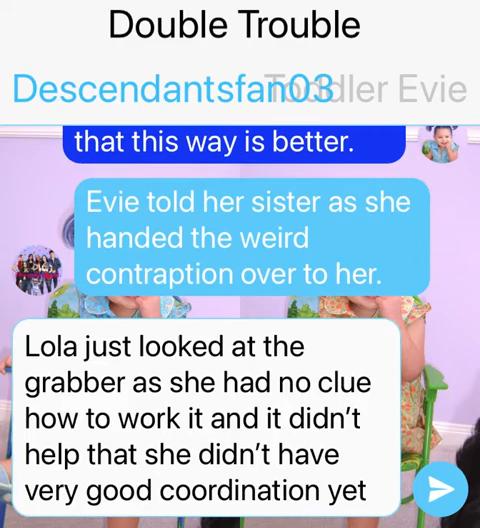 Double Trouble
Descendantsfan03
Toddler Evie
that this way is better.
Evie told her sister as she
handed the weird
contraption over to her.
Lola just looked at the
grabber as she had no clue
how to work it and it didn’t
help that she didn’t have
very good coordination yet